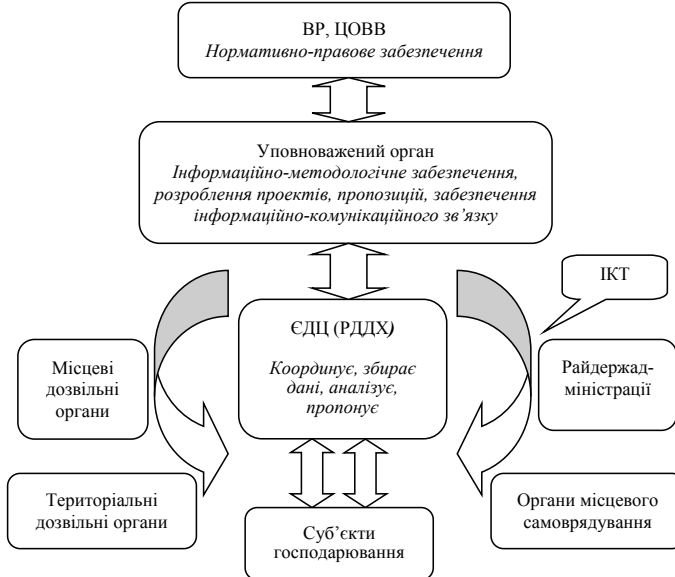 ВР, ЦОВВ
Нормативно-правове забезпечення
Уповноважений орган
Інформаційно-методологічне забезпечення,
розроблення проектів, пропозицій, забезпечення
інформаційно-комунікаційного зв’язку
ІКТ
ЄДЦ (РДДХ)
Координує, збирає
дані, аналізує,
пропонує
Місцеві
дозвільні
органи
Райдержад-
міністрації
Територіальні
дозвільні органи
Органи місцевого
самоврядування
Суб’єкти
господарювання